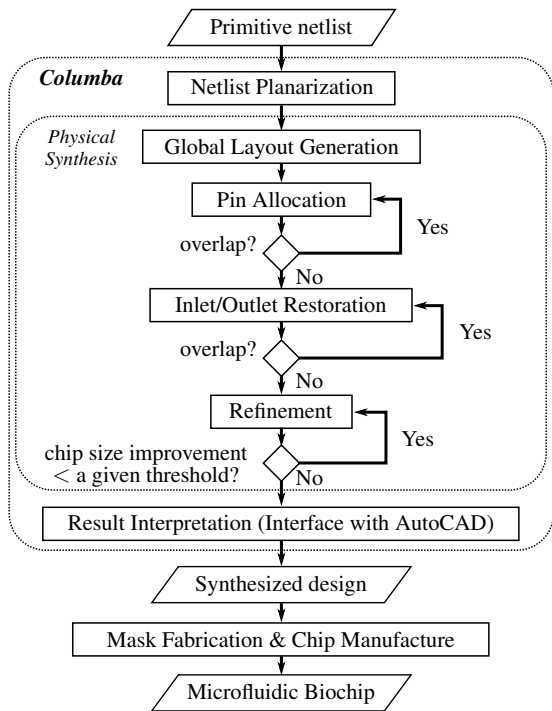 Primitive netlist
Columba
Netlist Planarization
Physical
Synthesis
Global Layout Generation
Pin Allocation
Yes
overlap?
No
Inlet/Outlet Restoration
Yes
overlap?
No
Refinement
Yes
chip size improvement
< a given threshold?
No
Result Interpretation (Interface with AutoCAD)
Synthesized design
Mask Fabrication & Chip Manufacture
Microfluidic Biochip